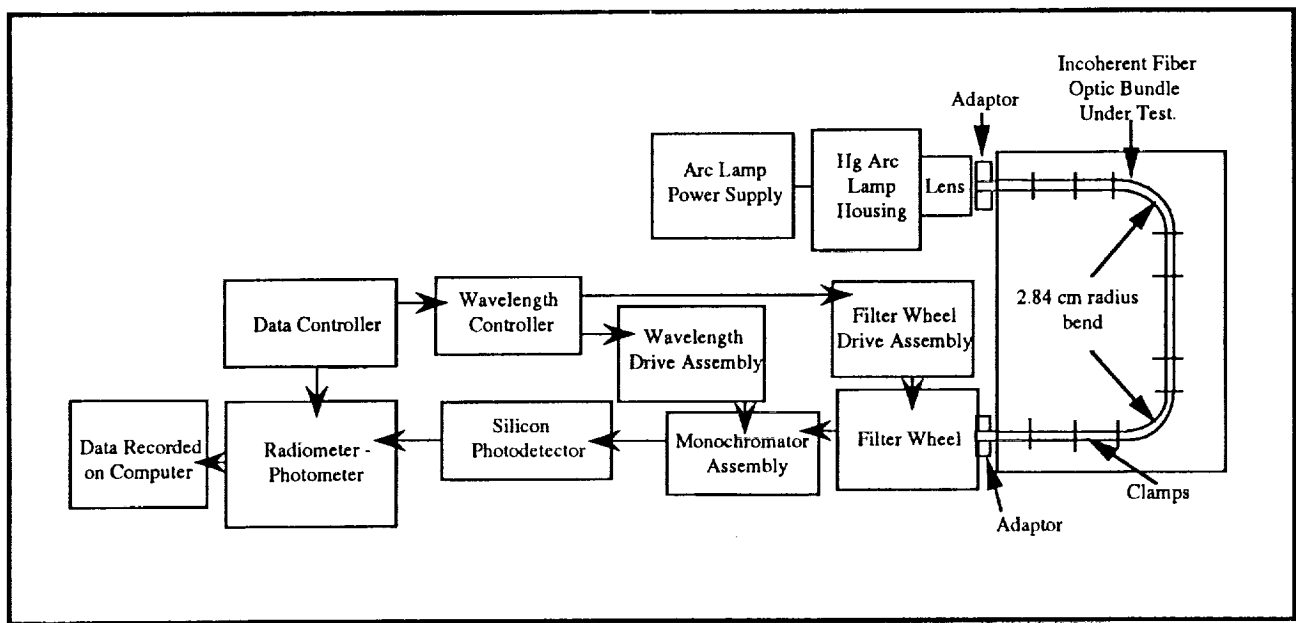 Incoherent Fiber
Optic Bundle
Under Test.
Adaptor
Arc Lamp
Power Supply
Hg Arc
Lamp
Housing
Lens
2.84 cm radius
bend
Data Controller
Wavelength
Controller
Wavelength
Drive Assembly
Filter Wheel
Drive Assembly
Data Recorded
on Computer
Radiometer -
Photometer
Silicon
Photodetector
Monochromator
Assembly
Filter Wheel
Clamps
Adaptor